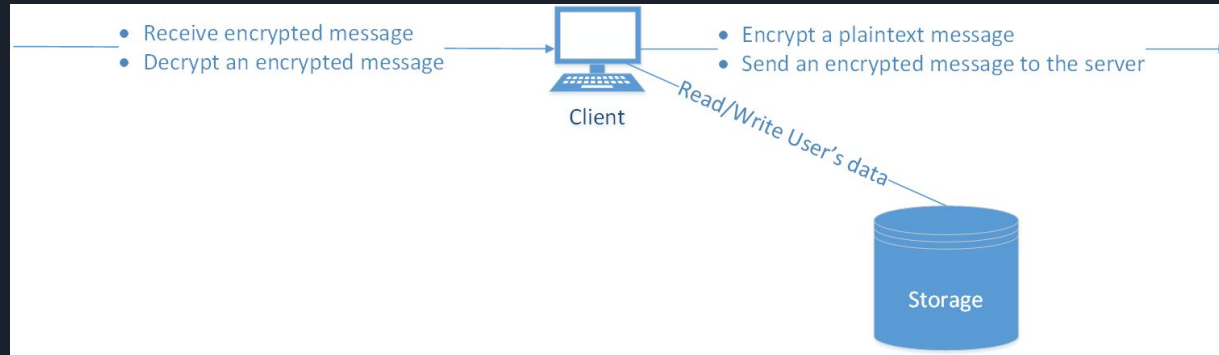 • Receive encrypted message
• Decrypt an encrypted message
Client
• Encrypt a plaintext message
• Send an encrypted message to the server
Read/Write User's data
Storage